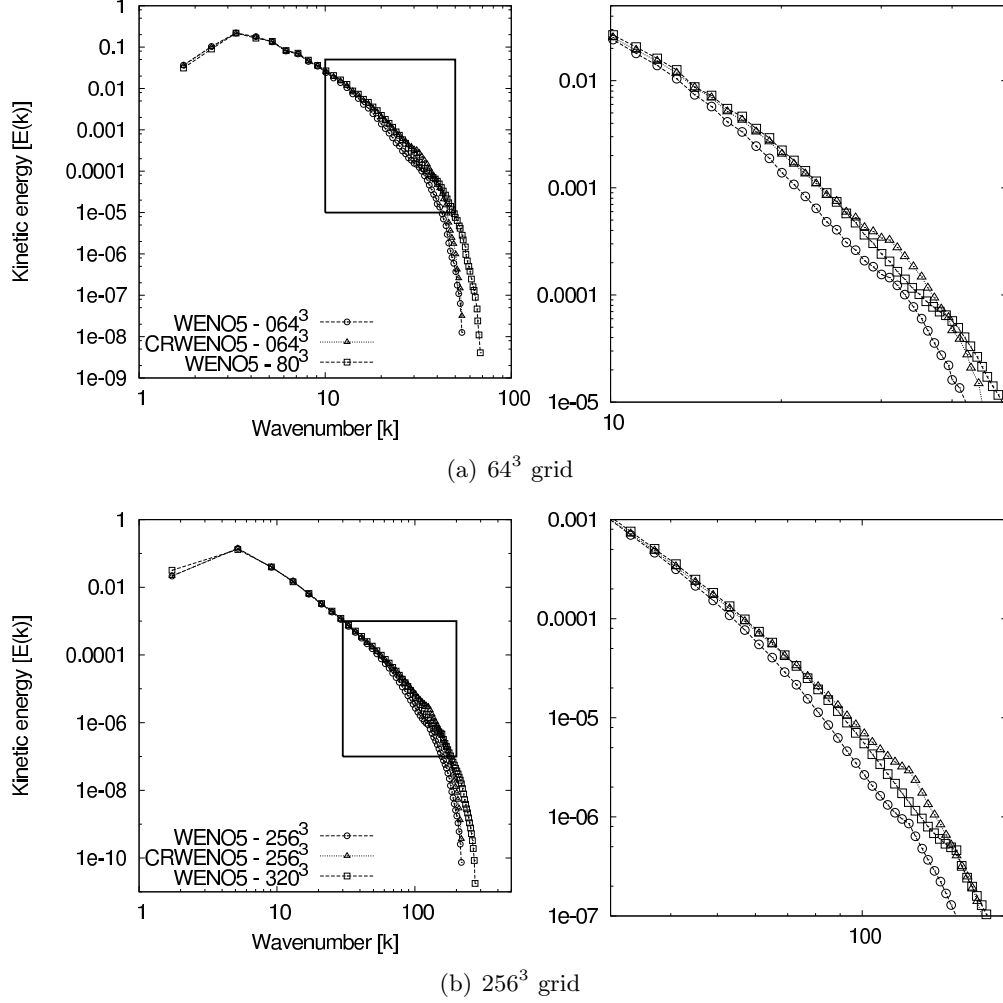 1
0.1
0.01
0.001
0.0001
1e-05
1e-06
1e-07
1e-08
1e-09
Kinetic energy [E(k)]
WENO5 - 064³
CRWENO5 - 064³
WENO5 - 80³
1 10 100
Wavenumber [k]
0.01
0.001
0.0001
1e-05
10
(a) 64³ grid
1
0.01
0.0001
1e-06
1e-08
1e-10
Kinetic energy [E(k)]
WENO5 - 256³
CRWENO5 - 256³
WENO5 - 320³
1 10 100
Wavenumber [k]
0.001
0.0001
1e-05
1e-06
1e-07
100
(b) 256³ grid